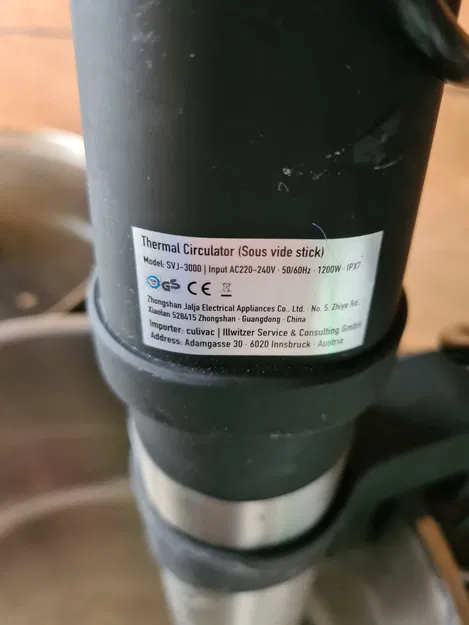 Thermal Circulator (Sous vide stick)
Model: SVJ-3000 | Input AC220-240V · 50/60Hz · 1200W · IPX7
GS CE
Zhongshan Jalja Electrical Appliances Co., Ltd. · No. 5, Zhiye Rd.,
Xiaolan 528415 Zhongshan · Guangdong · China
Importer: culivac | Illwitzer Service & Consulting GmbH
Address: Adamgasse 30 · 6020 Innsbruck · Austria